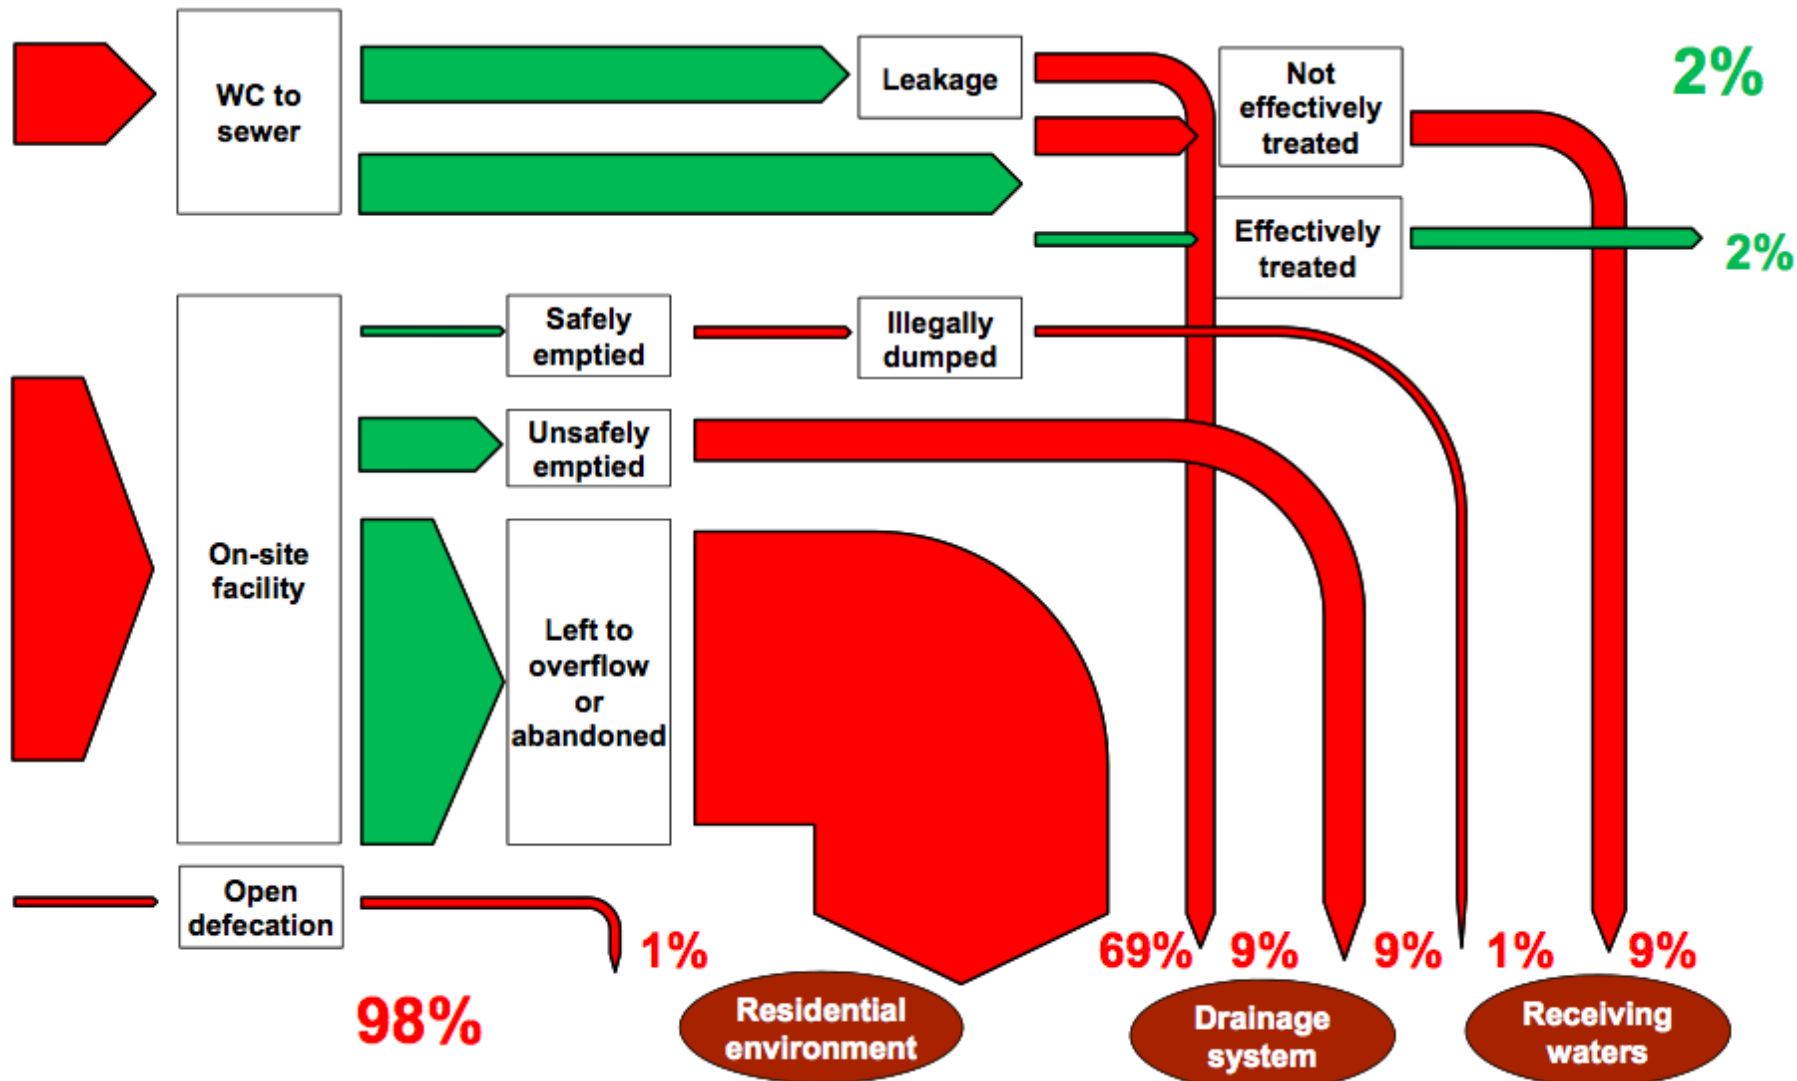 WC to
sewer
Leakage
Not
effectively
treated
2%
Effectively
treated
2%
On-site
facility
Safely
emptied
Illegally
dumped
Unsafely
emptied
Left to
overflow
or
abandoned
Open
defecation
1%
69%
9%
9%
1%
9%
98%
Residential
environment
Drainage
system
Receiving
waters